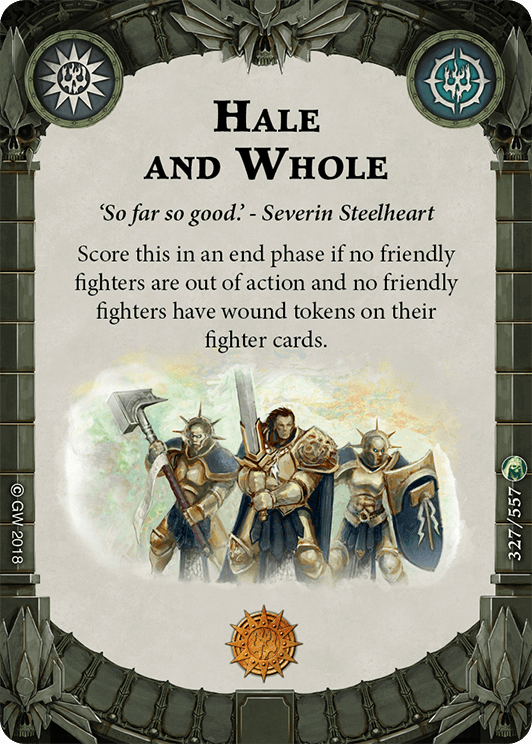 Hale
and Whole
‘So far so good.’ - Severin Steelheart
Score this in an end phase if no friendly
fighters are out of action and no friendly
fighters have wound tokens on their
fighter cards.
©GW 2018
327/557